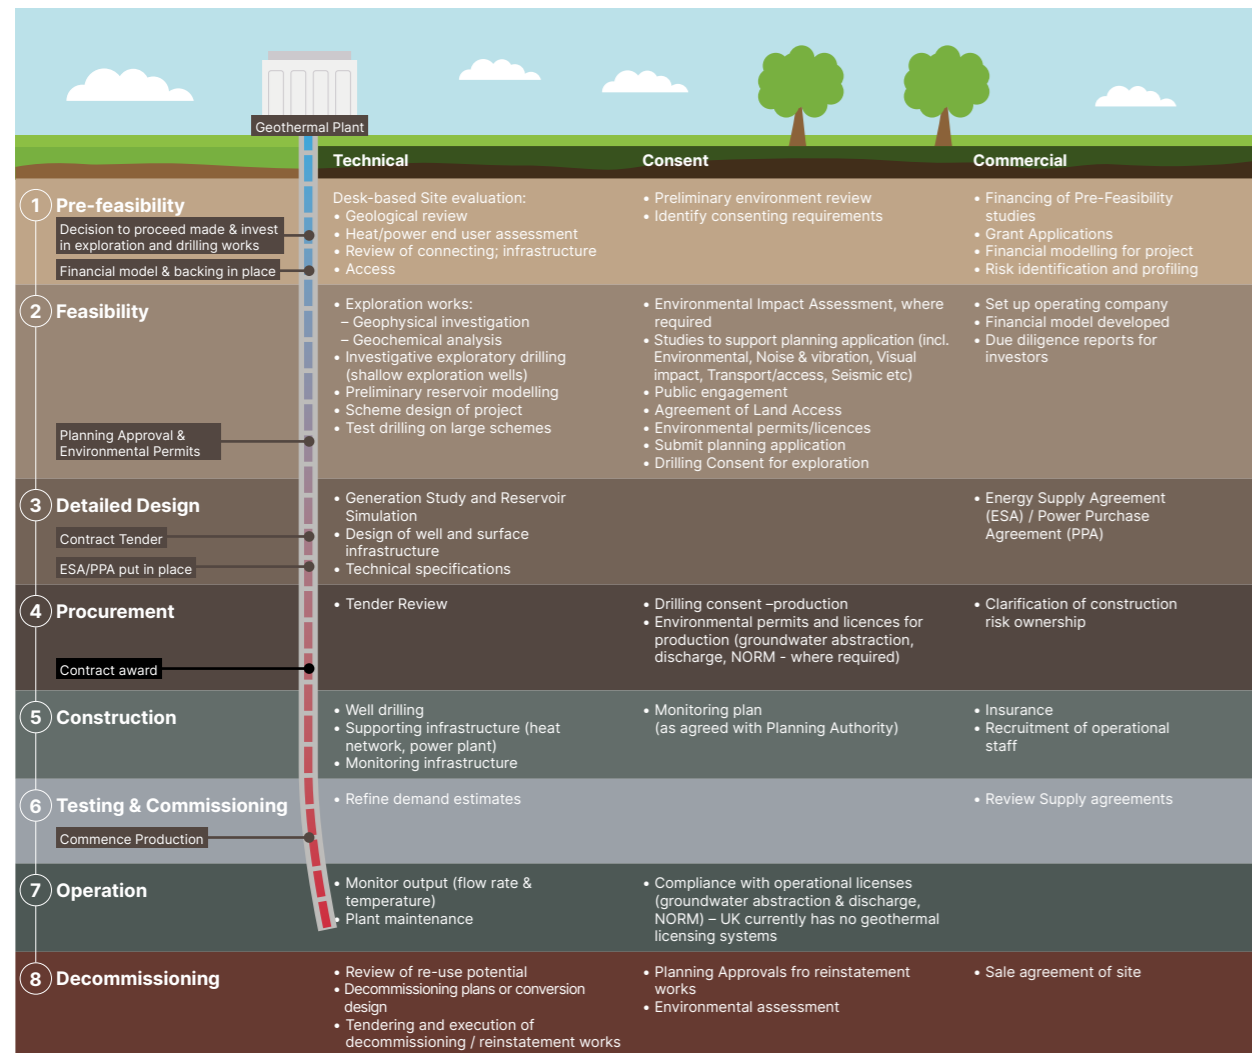 Geothermal Plant
Technical
Consent
Commercial
1
Pre-feasibility
Decision to proceed made & invest
in exploration and drilling works
Financial model & backing in place
Desk-based Site evaluation:
• Geological review
• Heat/power end user assessment
• Review of connecting; infrastructure
• Access
• Preliminary environment review
• Identify consenting requirements
• Financing of Pre-Feasibility
studies
• Grant Applications
• Financial modelling for project
• Risk identification and profiling
2
Feasibility
Planning Approval &
Environmental Permits
• Exploration works:
– Geophysical investigation
– Geochemical analysis
• Investigative exploratory drilling
(shallow exploration wells)
• Preliminary reservoir modelling
• Scheme design of project
• Test drilling on large schemes
• Environmental Impact Assessment, where
required
• Studies to support planning application (incl.
Environmental, Noise & vibration, Visual
impact, Transport/access, Seismic etc)
• Public engagement
• Agreement of Land Access
• Environmental permits/licences
• Submit planning application
• Drilling Consent for exploration
• Set up operating company
• Financial model developed
• Due diligence reports for
investors
3
Detailed Design
Contract Tender
ESA/PPA put in place
• Generation Study and Reservoir
Simulation
• Design of well and surface
infrastructure
• Technical specifications
• Energy Supply Agreement
(ESA) / Power Purchase
Agreement (PPA)
4
Procurement
Contract award
• Tender Review
• Drilling consent –production
• Environmental permits and licences for
production (groundwater abstraction,
discharge, NORM - where required)
• Clarification of construction
risk ownership
5
Construction
• Well drilling
• Supporting infrastructure (heat
network, power plant)
• Monitoring infrastructure
• Monitoring plan
(as agreed with Planning Authority)
• Insurance
• Recruitment of operational
staff
6
Testing & Commissioning
Commence Production
• Refine demand estimates
• Review Supply agreements
7
Operation
• Monitor output (flow rate &
temperature)
• Plant maintenance
• Compliance with operational licenses
(groundwater abstraction & discharge,
NORM) – UK currently has no geothermal
licensing systems
8
Decommissioning
• Review of re-use potential
• Decommissioning plans or conversion
design
• Tendering and execution of
decommissioning / reinstatement works
• Planning Approvals fro reinstatement
works
• Environmental assessment
• Sale agreement of site